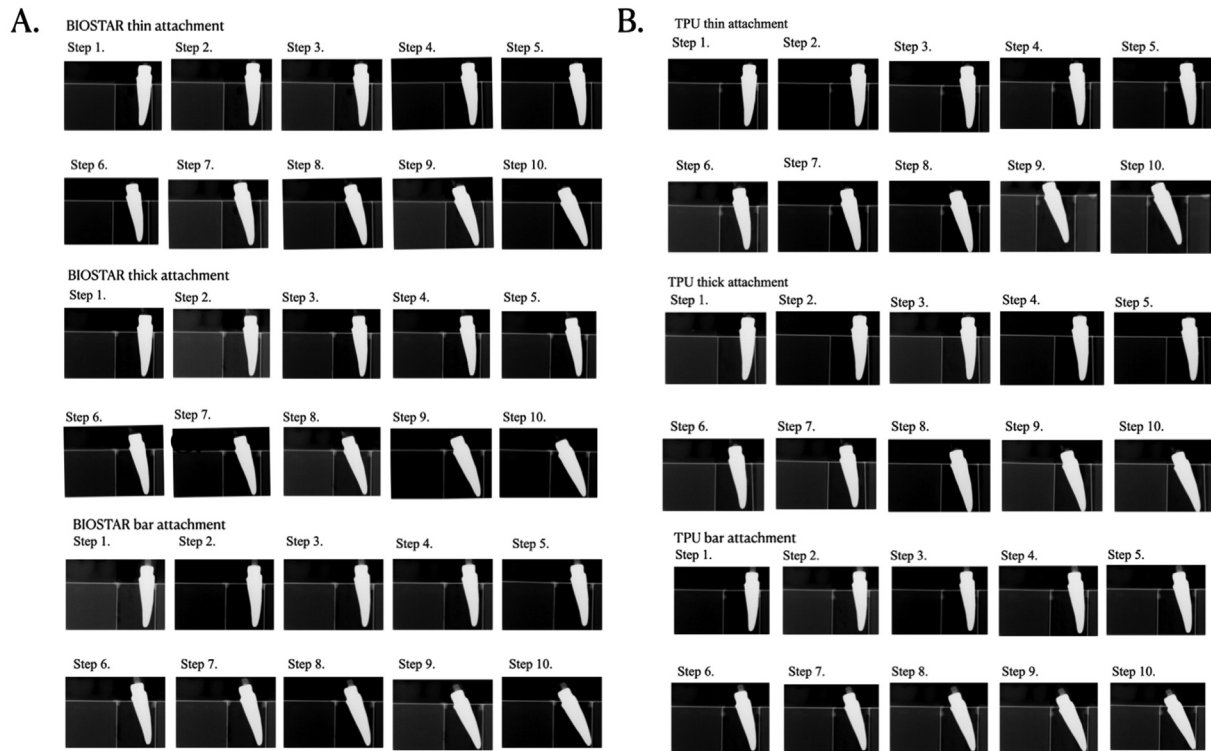 A.
BIOSTAR thin attachment
Step 1. Step 2. Step 3. Step 4. Step 5.
Step 6. Step 7. Step 8. Step 9. Step 10.
BIOSTAR thick attachment
Step 1. Step 2. Step 3. Step 4. Step 5.
Step 6. Step 7. Step 8. Step 9. Step 10.
BIOSTAR bar attachment
Step 1. Step 2. Step 3. Step 4. Step 5.
Step 6. Step 7. Step 8. Step 9. Step 10.
B.
TPU thin attachment
Step 1. Step 2. Step 3. Step 4. Step 5.
Step 6. Step 7. Step 8. Step 9. Step 10.
TPU thick attachment
Step 1. Step 2. Step 3. Step 4. Step 5.
Step 6. Step 7. Step 8. Step 9. Step 10.
TPU bar attachment
Step 1. Step 2. Step 3. Step 4. Step 5.
Step 6. Step 7. Step 8. Step 9. Step 10.